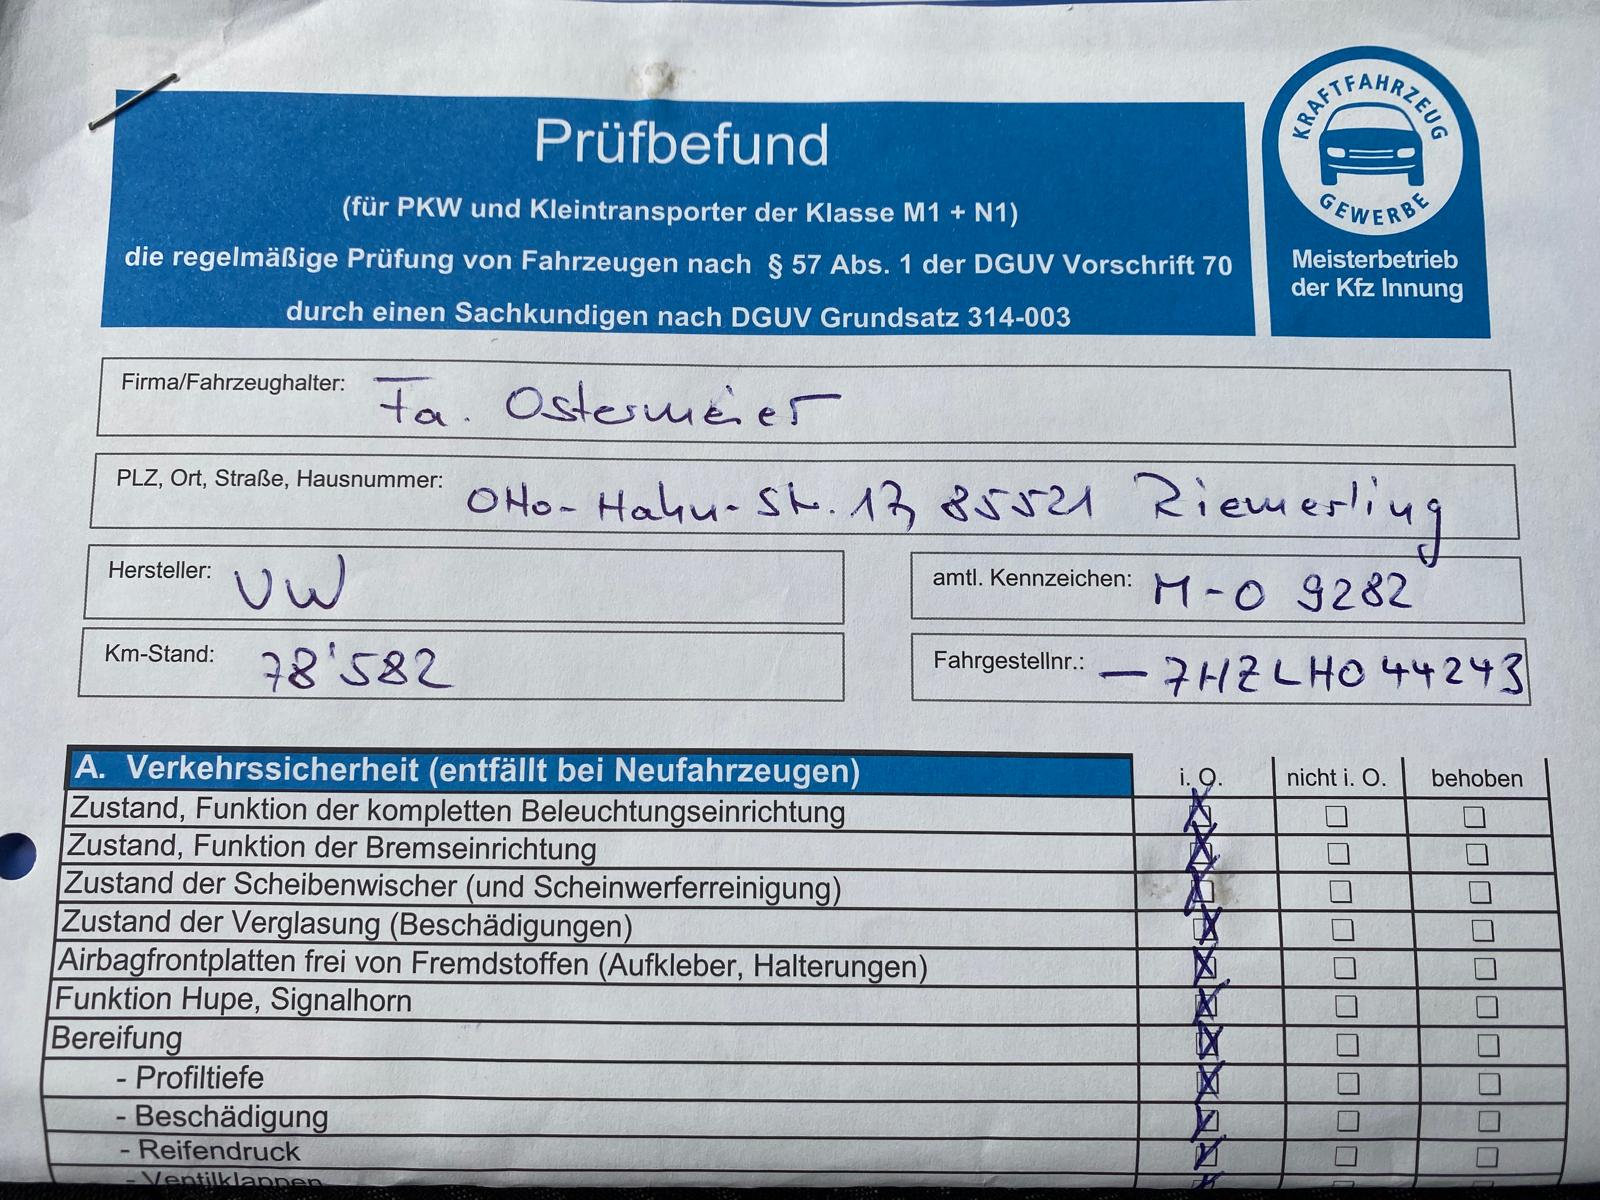 Prüfbefund
(für PKW und Kleintransporter der Klasse M1 + N1)
die regelmäßige Prüfung von Fahrzeugen nach § 57 Abs. 1 der DGUV Vorschrift 70
durch einen Sachkundigen nach DGUV Grundsatz 314-003
KRAFTFAHRZEUG
GEWERBE
Meisterbetrieb
der Kfz Innung
Firma/Fahrzeughalter: Fa. Ostermeier
PLZ, Ort, Straße, Hausnummer: Otto-Hahn-Str. 17, 85521 Riemerling
Hersteller: VW
amtl. Kennzeichen: M-O 9282
Km-Stand: 78'582
Fahrgestellnr.: — 7HZLH044243
A. Verkehrssicherheit (entfällt bei Neufahrzeugen) i. O. nicht i. O. behoben
Zustand, Funktion der kompletten Beleuchtungseinrichtung
Zustand, Funktion der Bremseinrichtung
Zustand der Scheibenwischer (und Scheinwerferreinigung)
Zustand der Verglasung (Beschädigungen)
Airbagfrontplatten frei von Fremdstoffen (Aufkleber, Halterungen)
Funktion Hupe, Signalhorn
Bereifung
- Profiltiefe
- Beschädigung
- Reifendruck
- Ventilklappen